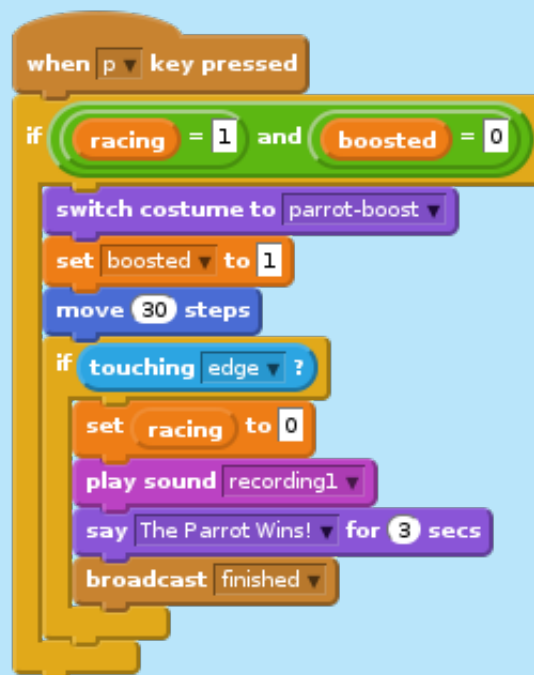 when p key pressed
if racing = 1 and boosted = 0
switch costume to parrot-boost
set boosted to 1
move 30 steps
if touching edge ?
set racing to 0
play sound recording1
say The Parrot Wins! for 3 secs
broadcast finished